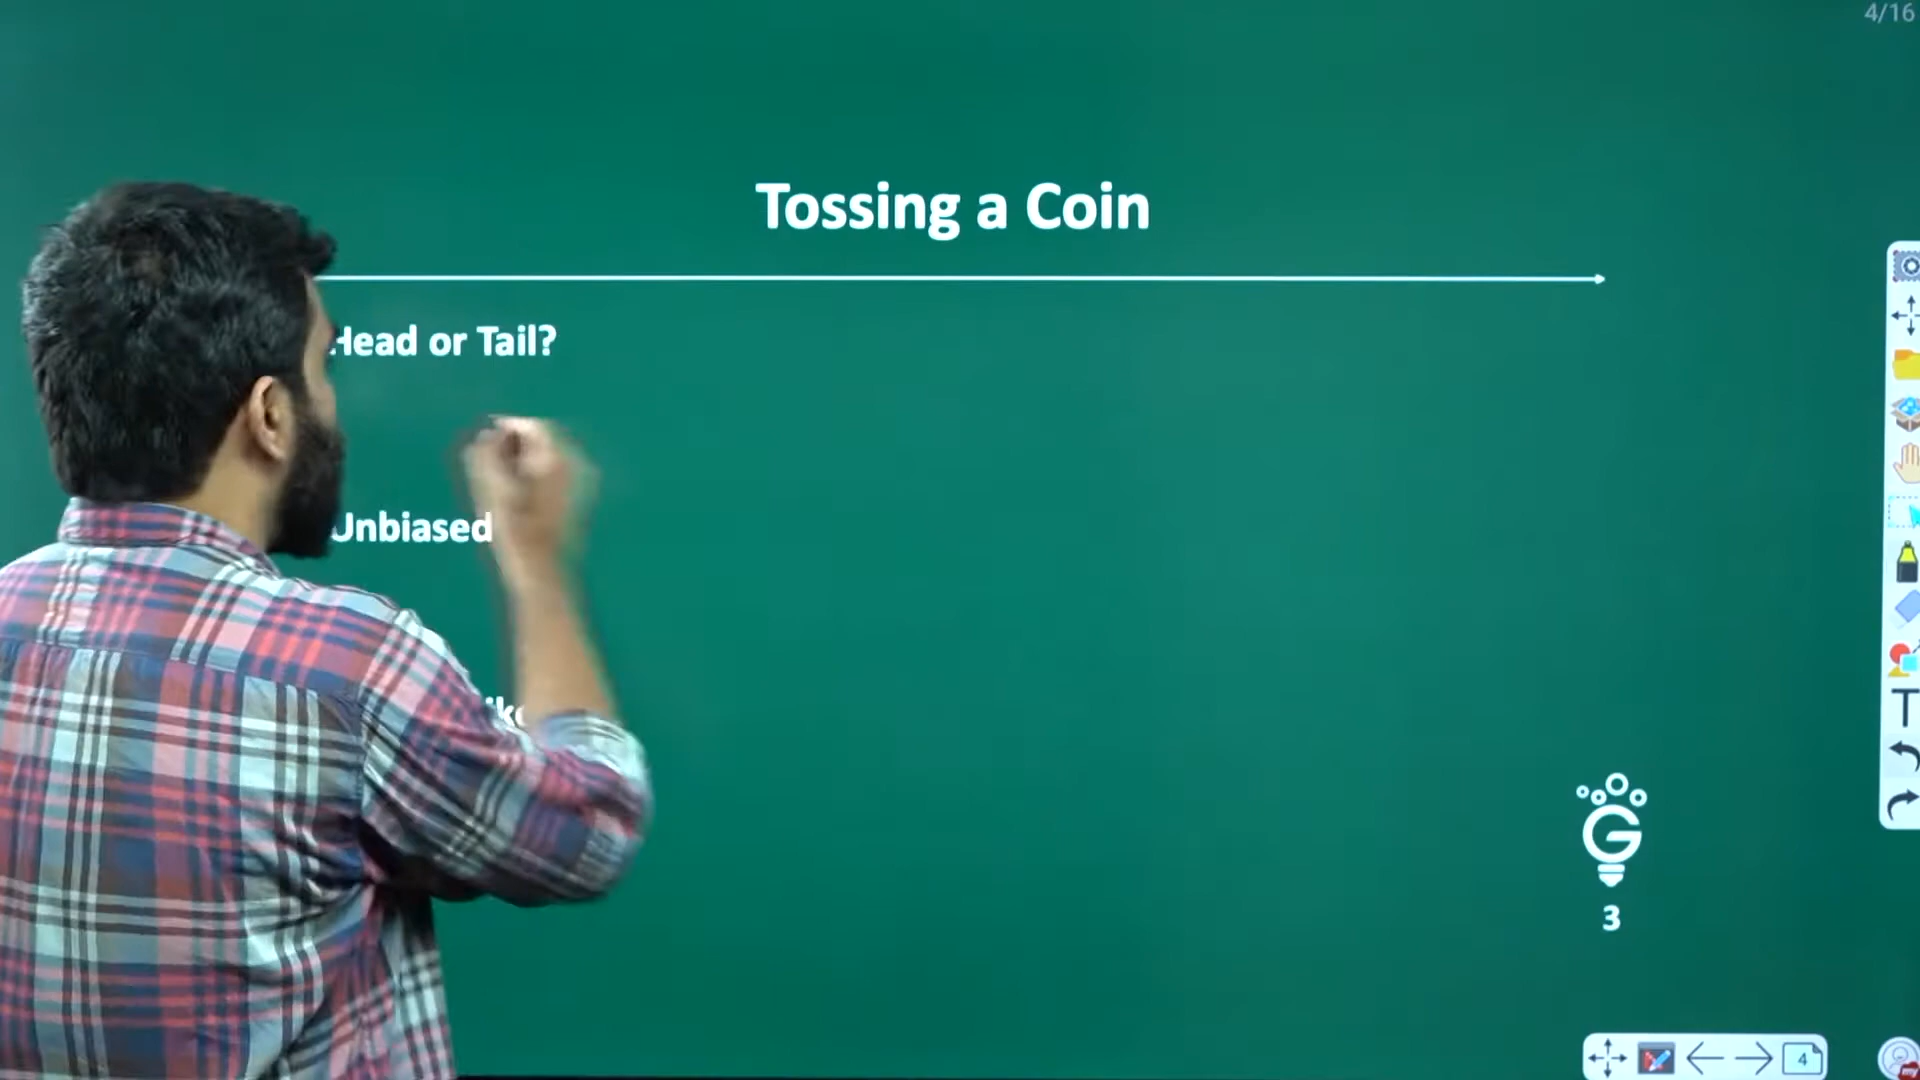 4/16
Tossing a Coin
Head or Tail?
Unbiased
3
4